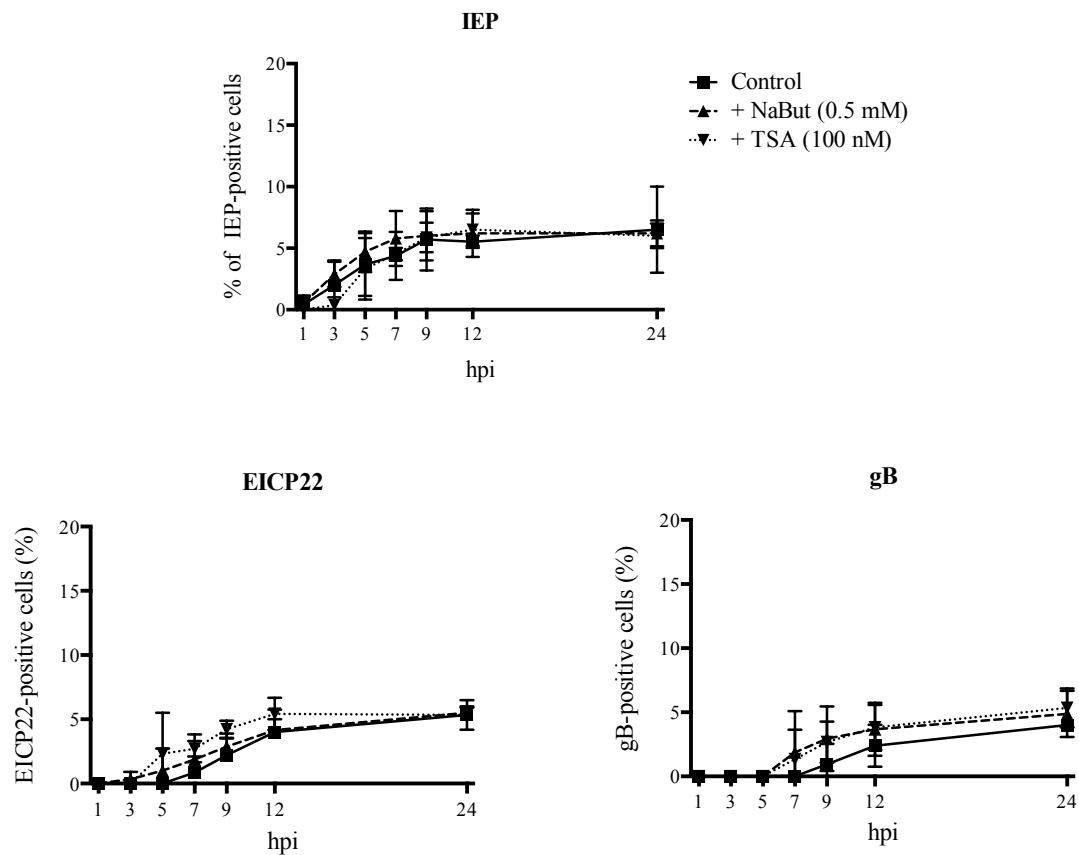 IEP
% of IEP-positive cells
20
15
10
5
0
1 3 5 7 9 12 24
hpi
Control
+ NaBut (0.5 mM)
+ TSA (100 nM)
EICP22
EICP22-positive cells (%)
20
15
10
5
0
1 3 5 7 9 12 24
hpi
gB
gB-positive cells (%)
20
15
10
5
0
1 3 5 7 9 12 24
hpi